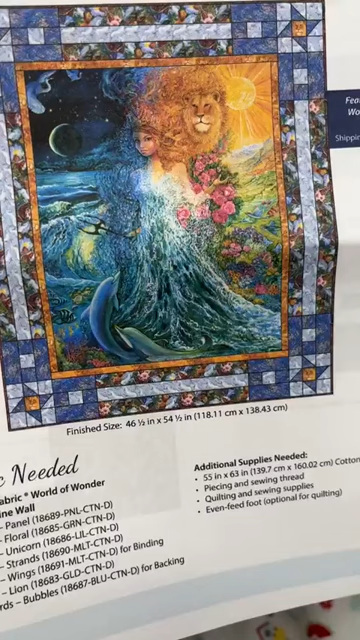 Fea
Wo
Shippin
Finished Size: 46 ½ in x 54 ½ in (118.11 cm x 138.43 cm)
Needed
abric® World of Wonder
ine Wall
– Panel (18689-PNL-CTN-D)
– Floral (18685-GRN-CTN-D)
– Unicorn (18686-LIL-CTN-D)
– Strands (18690-MLT-CTN-D)
– Wings (18691-MLT-CTN-D) for Binding
– Lion (18683-GLD-CTN-D)
rds – Bubbles (18687-BLU-CTN-D) for Backing
Additional Supplies Needed:
• 55 in x 63 in (139.7 cm x 160.02 cm) Cotton
• Piecing and sewing thread
• Quilting and sewing supplies
• Even-feed foot (optional for quilting)